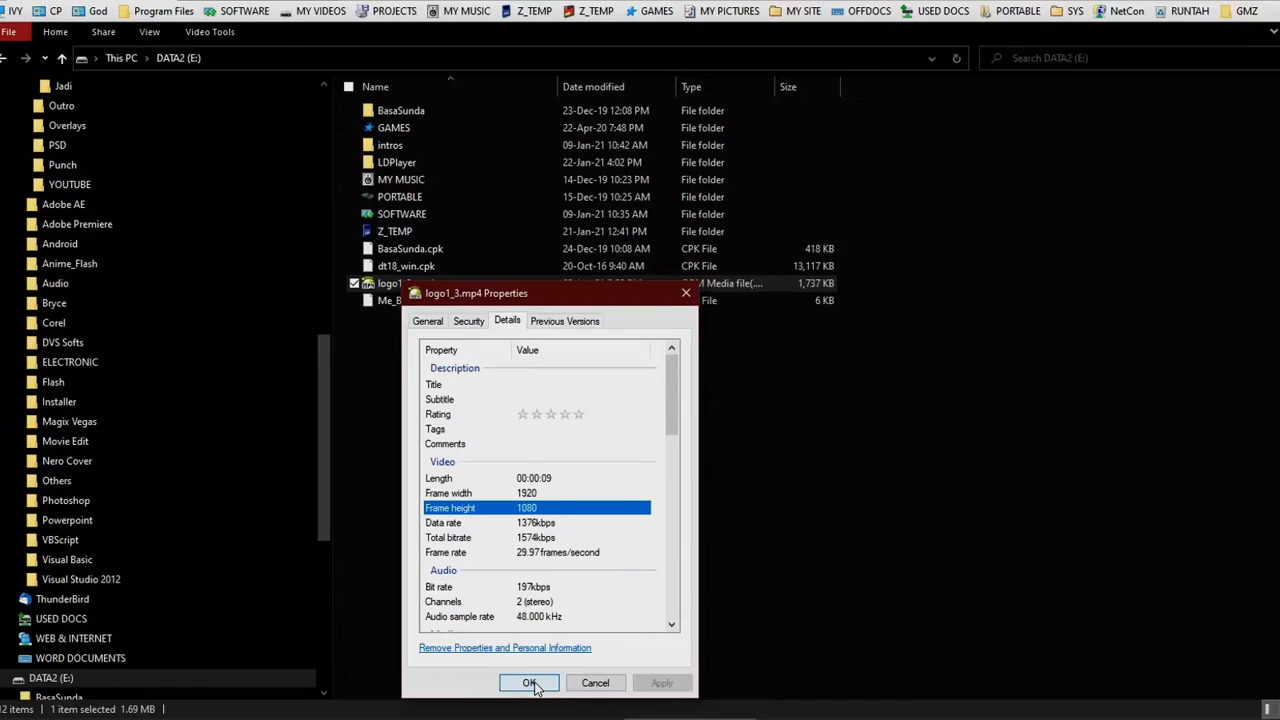 IVY CP God Program Files SOFTWARE MY VIDEOS PROJECTS MY MUSIC Z_TEMP Z_TEMP GAMES MY PICTURES MY SITE OFFDOCS USED DOCS PORTABLE SYS NetCon RUNTAH GMZ
File Home Share View Video Tools
This PC > DATA2 (E:) Search DATA2 (E:)
Jadi
Outro
Overlays
PSD
Punch
YOUTUBE
Adobe AE
Adobe Premiere
Android
Anime_Flash
Audio
Bryce
Corel
DVS Softs
ELECTRONIC
Flash
Installer
Magix Vegas
Movie Edit
Nero Cover
Others
Photoshop
Powerpoint
VBScript
Visual Basic
Visual Studio 2012
ThunderBird
USED DOCS
WEB & INTERNET
WORD DOCUMENTS
DATA2 (E:)
BasaSunda
Name Date modified Type Size
BasaSunda 23-Dec-19 12:08 PM File folder
GAMES 22-Apr-20 7:48 PM File folder
intros 09-Jan-21 10:42 AM File folder
LDPlayer 22-Jan-21 4:02 PM File folder
MY MUSIC 14-Dec-19 10:23 PM File folder
PORTABLE 15-Dec-19 10:25 AM File folder
SOFTWARE 09-Jan-21 10:35 AM File folder
Z_TEMP 21-Jan-21 12:41 PM File folder
BasaSunda.cpk 24-Dec-19 10:08 AM CPK File 418 KB
dt18_win.cpk 20-Oct-16 9:40 AM CPK File 13,117 KB
logo1 M Media file(.... 1,737 KB
Me_B File 6 KB
logo1_3.mp4 Properties
General Security Details Previous Versions
Property Value
Description
Title
Subtitle
Rating
Tags
Comments
Video
Length 00:00:09
Frame width 1920
Frame height 1080
Data rate 1376kbps
Total bitrate 1574kbps
Frame rate 29.97 frames/second
Audio
Bit rate 197kbps
Channels 2 (stereo)
Audio sample rate 48.000 kHz
Remove Properties and Personal Information
OK Cancel Apply
12 items 1 item selected 1.69 MB